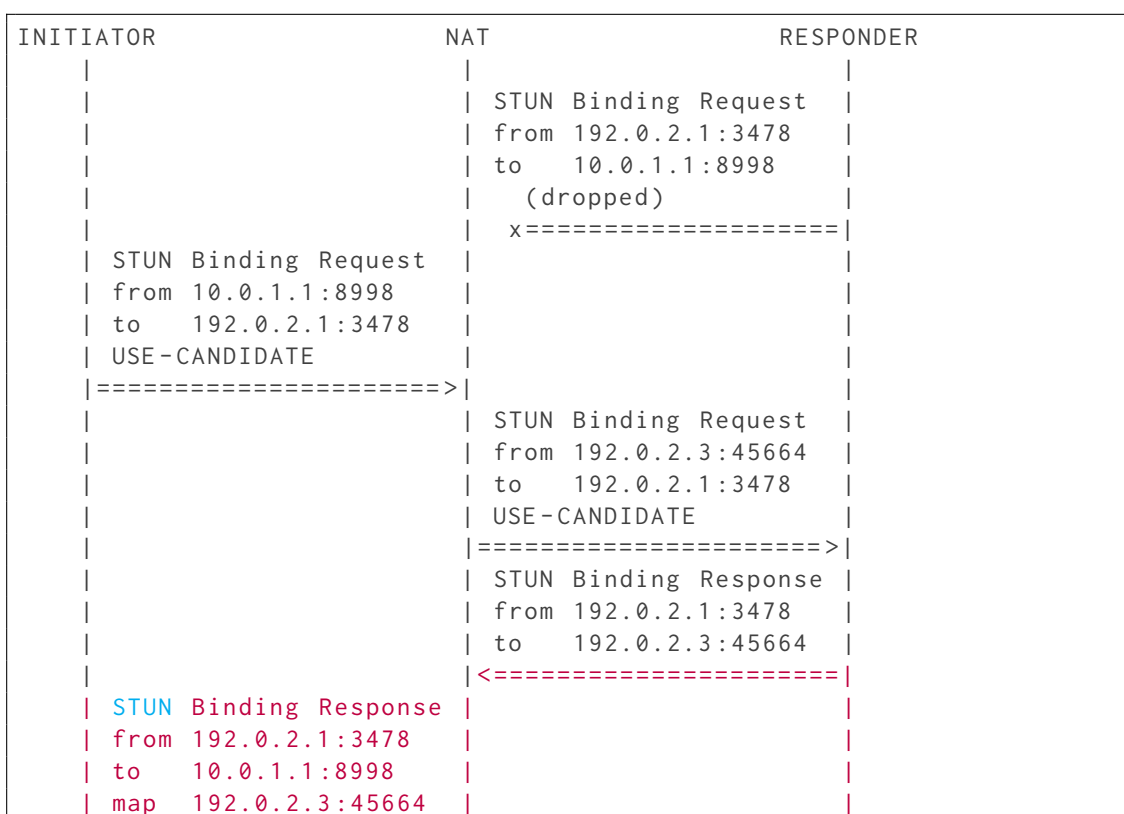 INITIATOR                  NAT                  RESPONDER
    |                       |                       |
    |                       | STUN Binding Request  |
    |                       | from 192.0.2.1:3478   |
    |                       | to   10.0.1.1:8998    |
    |                       |   (dropped)           |
    |                       |  x====================|
    | STUN Binding Request  |                       |
    | from 10.0.1.1:8998    |                       |
    | to   192.0.2.1:3478   |                       |
    | USE-CANDIDATE         |                       |
    |======================>|                       |
    |                       | STUN Binding Request  |
    |                       | from 192.0.2.3:45664  |
    |                       | to   192.0.2.1:3478   |
    |                       | USE-CANDIDATE         |
    |                       |======================>|
    |                       | STUN Binding Response |
    |                       | from 192.0.2.1:3478   |
    |                       | to   192.0.2.3:45664  |
    |                       |<======================|
    | STUN Binding Response |                       |
    | from 192.0.2.1:3478   |                       |
    | to   10.0.1.1:8998    |                       |
    | map  192.0.2.3:45664  |                       |